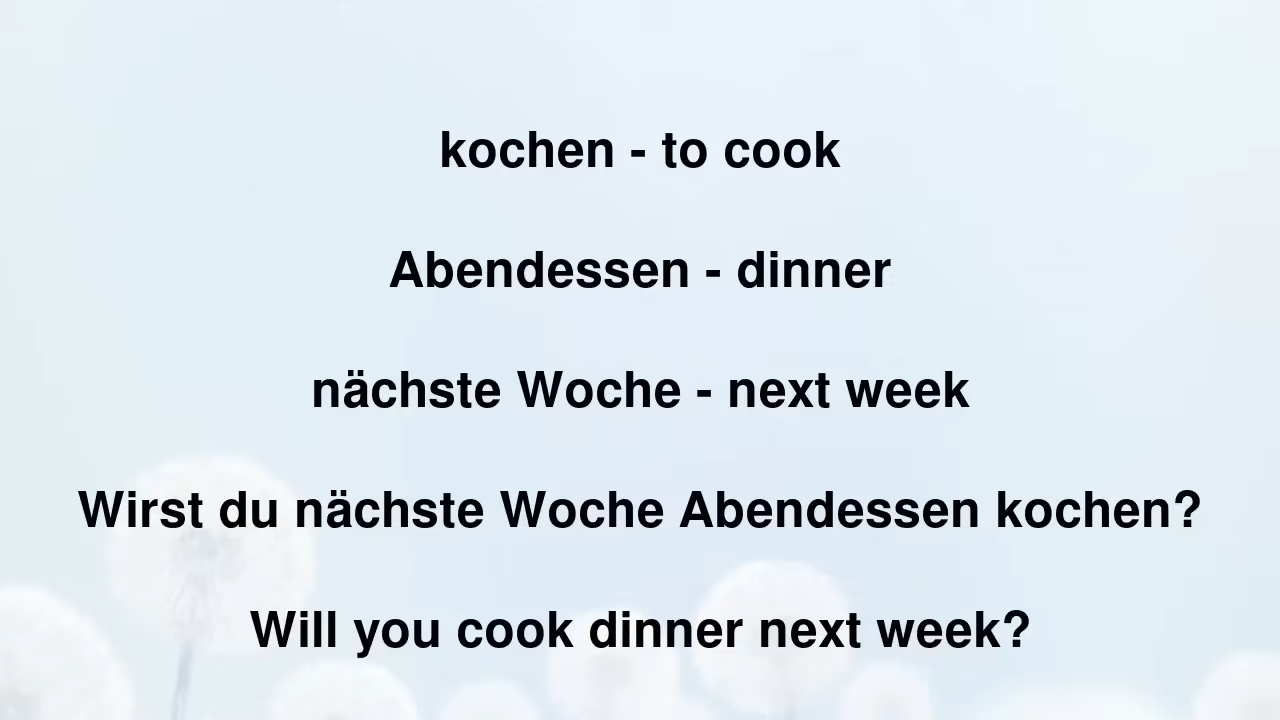 kochen - to cook
Abendessen - dinner
nächste Woche - next week
Wirst du nächste Woche Abendessen kochen?
Will you cook dinner next week?